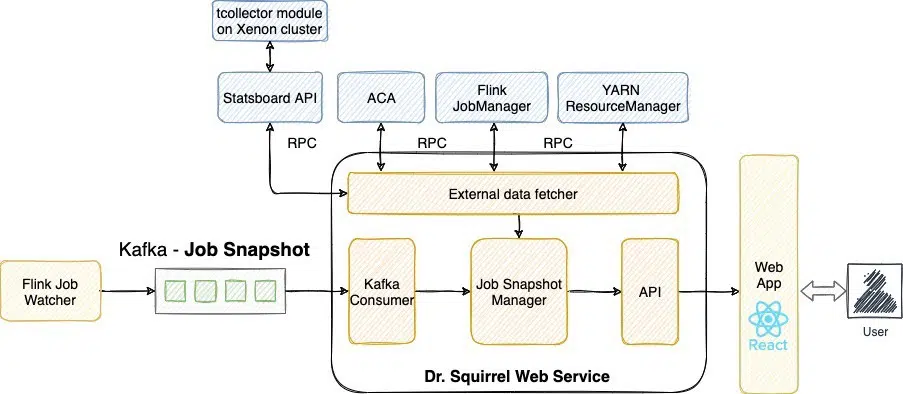 tcollector module
on Xenon cluster
Statsboard API
ACA
Flink
JobManager
YARN
ResourceManager
RPC
RPC
RPC
External data fetcher
Kafka - Job Snapshot
Flink Job
Watcher
Kafka
Consumer
Job Snapshot
Manager
API
Web
App
React
User
Dr. Squirrel Web Service